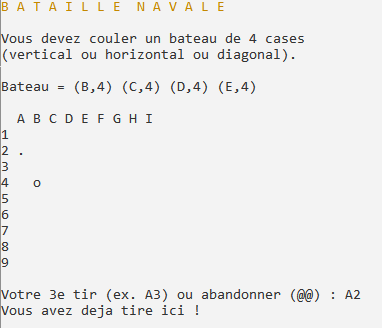 B A T A I L L E  N A V A L E
Vous devez couler un bateau de 4 cases
(vertical ou horizontal ou diagonal).
Bateau = (B,4) (C,4) (D,4) (E,4)
A B C D E F G H I
1
2 .
3
4   o
5
6
7
8
9
Votre 3e tir (ex. A3) ou abandonner (@@) : A2
Vous avez deja tire ici !